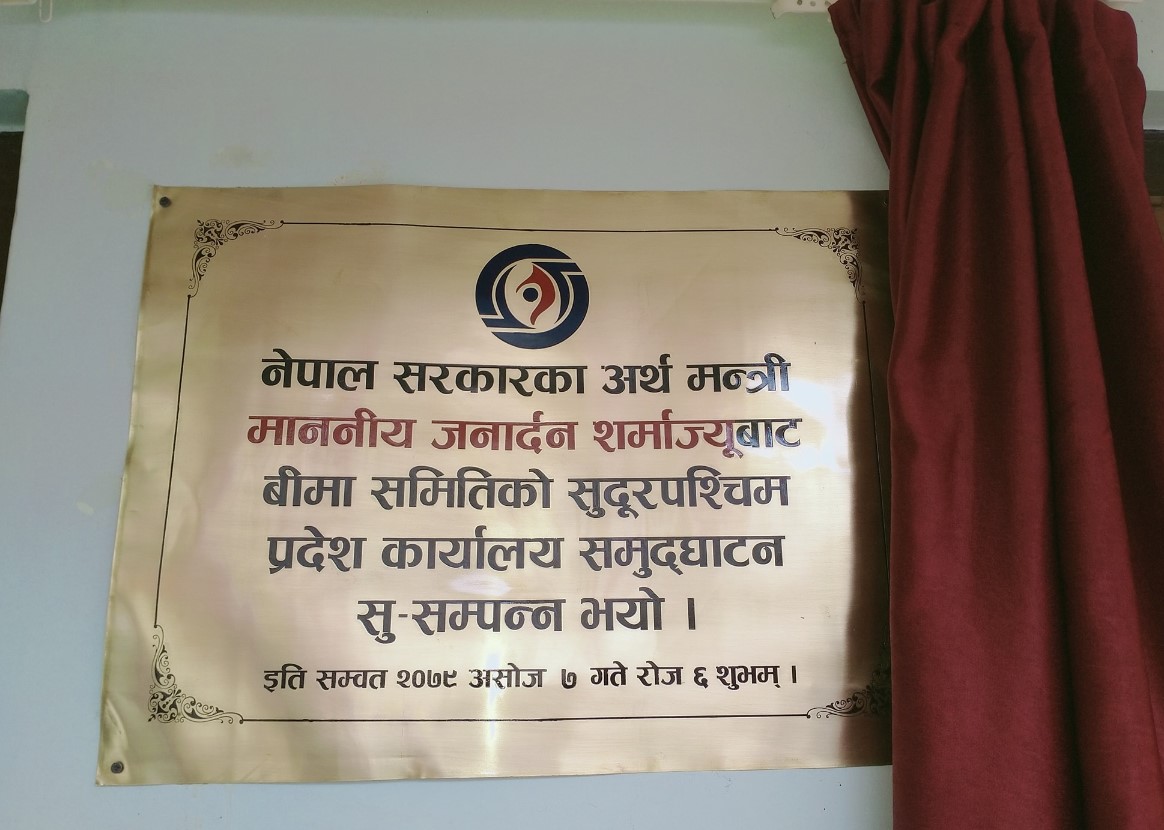 नेपाल सरकारका अर्थ मन्त्री
माननीय जनार्दन शर्माज्यूबाट
बीमा समितिको सुदूरपश्चिम
प्रदेश कार्यालय समुद्घाटन
सु-सम्पन्न भयो ।
इति सम्वत २०७९ असोज ७ गते रोज ६ शुभम् ।